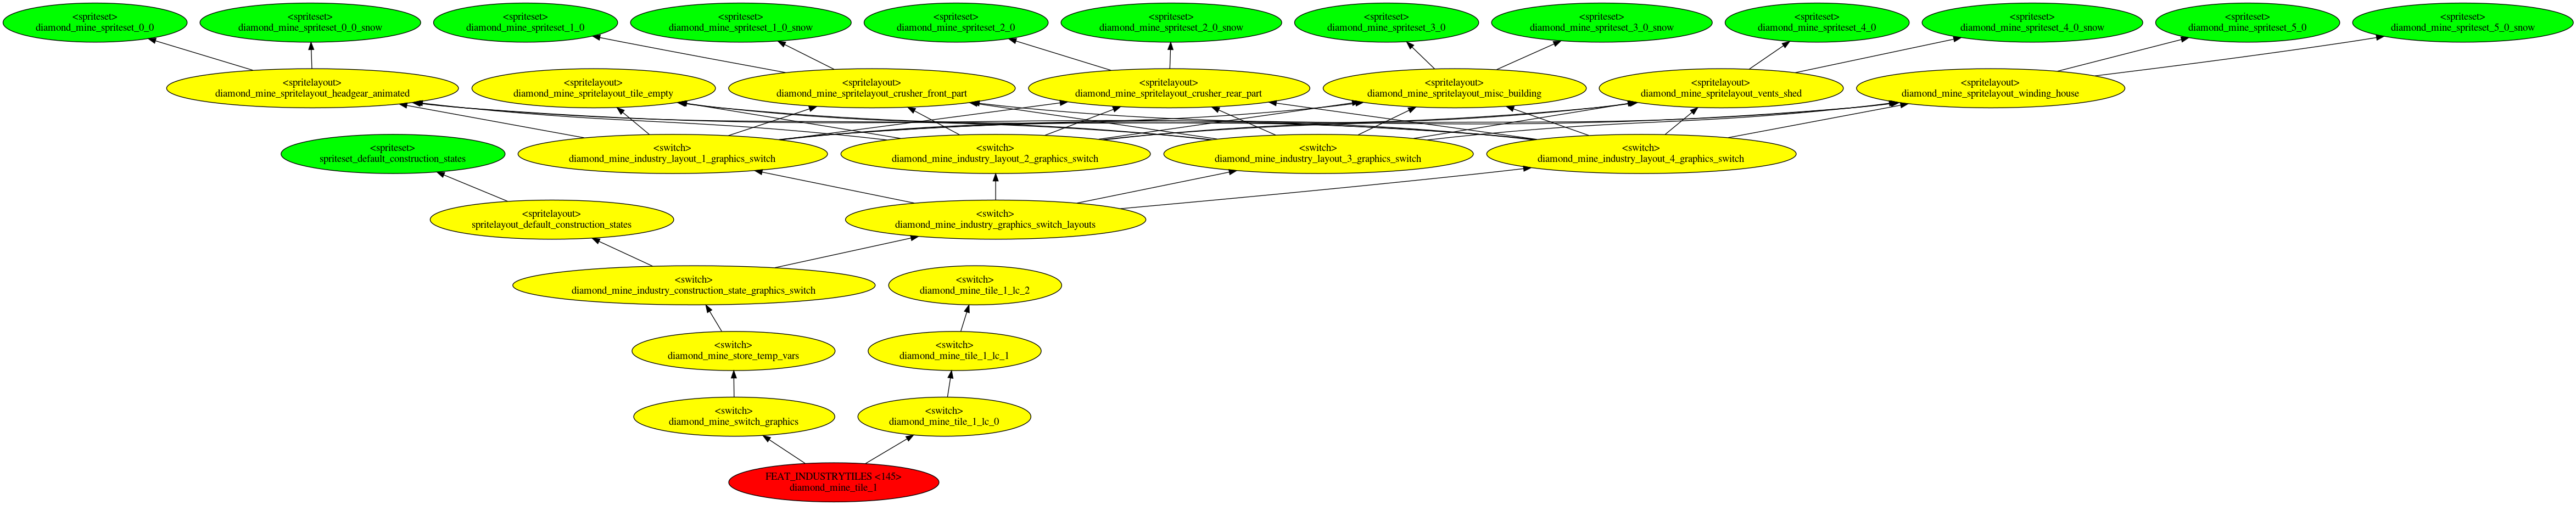 <spriteset>
diamond_mine_spriteset_0_0
<spriteset>
diamond_mine_spriteset_0_0_snow
<spriteset>
diamond_mine_spriteset_1_0
<spriteset>
diamond_mine_spriteset_1_0_snow
<spriteset>
diamond_mine_spriteset_2_0
<spriteset>
diamond_mine_spriteset_2_0_snow
<spriteset>
diamond_mine_spriteset_3_0
<spriteset>
diamond_mine_spriteset_3_0_snow
<spriteset>
diamond_mine_spriteset_4_0
<spriteset>
diamond_mine_spriteset_4_0_snow
<spriteset>
diamond_mine_spriteset_5_0
<spriteset>
diamond_mine_spriteset_5_0_snow
<spritelayout>
diamond_mine_spritelayout_headgear_animated
<spritelayout>
diamond_mine_spritelayout_tile_empty
<spritelayout>
diamond_mine_spritelayout_crusher_front_part
<spritelayout>
diamond_mine_spritelayout_crusher_rear_part
<spritelayout>
diamond_mine_spritelayout_misc_building
<spritelayout>
diamond_mine_spritelayout_vents_shed
<spritelayout>
diamond_mine_spritelayout_winding_house
<spriteset>
spriteset_default_construction_states
<switch>
diamond_mine_industry_layout_1_graphics_switch
<switch>
diamond_mine_industry_layout_2_graphics_switch
<switch>
diamond_mine_industry_layout_3_graphics_switch
<switch>
diamond_mine_industry_layout_4_graphics_switch
<spritelayout>
spritelayout_default_construction_states
<switch>
diamond_mine_industry_graphics_switch_layouts
<switch>
diamond_mine_industry_construction_state_graphics_switch
<switch>
diamond_mine_tile_1_lc_2
<switch>
diamond_mine_store_temp_vars
<switch>
diamond_mine_tile_1_lc_1
<switch>
diamond_mine_switch_graphics
<switch>
diamond_mine_tile_1_lc_0
FEAT_INDUSTRYTILES <145>
diamond_mine_tile_1